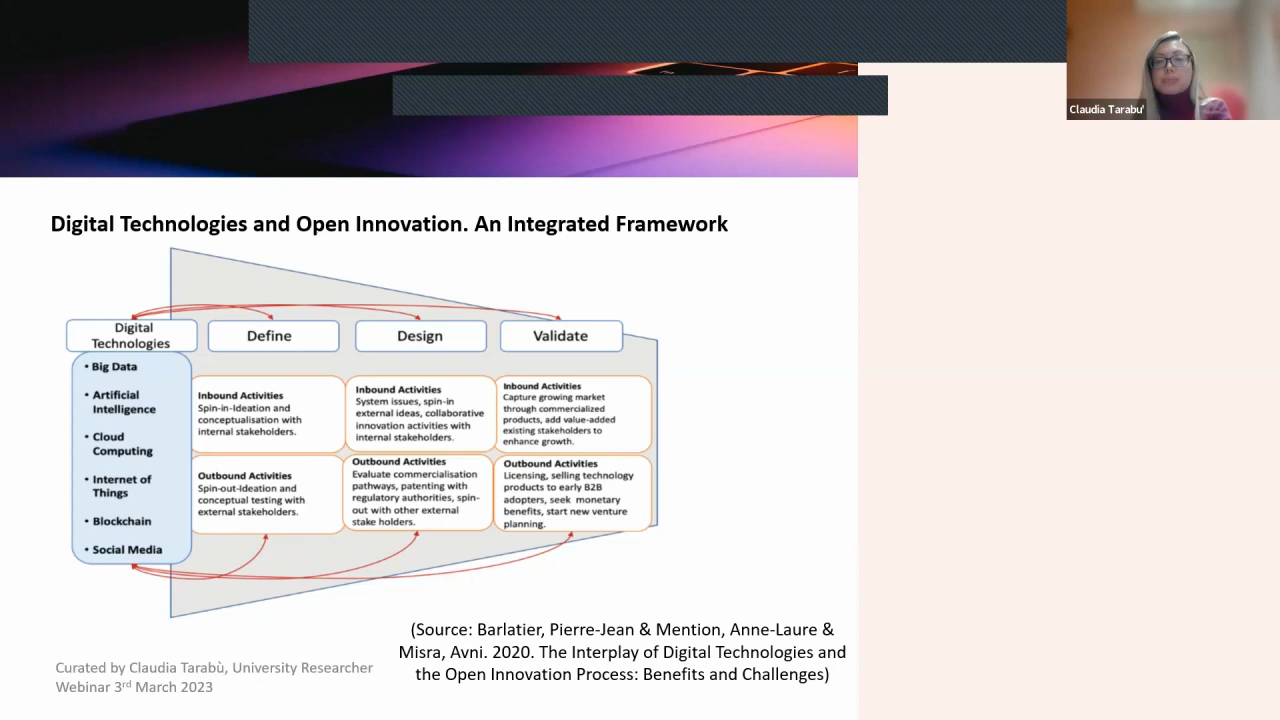 Claudia Tarabu'
Digital Technologies and Open Innovation. An Integrated Framework
Digital
Technologies
Define
Design
Validate
• Big Data
• Artificial
Intelligence
• Cloud
Computing
• Internet of
Things
• Blockchain
• Social Media
Inbound Activities
Spin-in-Ideation and
conceptualisation with
internal stakeholders.
Inbound Activities
System issues, spin-in
external ideas, collaborative
innovation activities with
internal stakeholders.
Inbound Activities
Capture growing market
through commercialized
products, add value-added
existing stakeholders to
enhance growth.
Outbound Activities
Spin-out-Ideation and
conceptual testing with
external stakeholders.
Outbound Activities
Evaluate commercialisation
pathways, patenting with
regulatory authorities, spin-
out with other external
stake holders.
Outbound Activities
Licensing, selling technology
products to early B2B
adopters, seek monetary
benefits, start new venture
planning.
(Source: Barlatier, Pierre-Jean & Mention, Anne-Laure &
Misra, Avni. 2020. The Interplay of Digital Technologies and
the Open Innovation Process: Benefits and Challenges)
Curated by Claudia Tarabù, University Researcher
Webinar 3rd March 2023